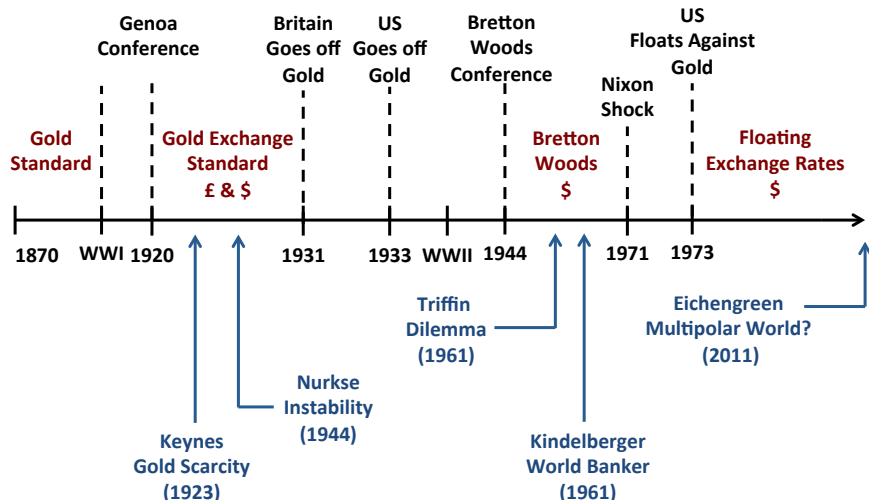 Genoa
Conference
Britain
Goes off
Gold
US
Goes off
Gold
Bretton
Woods
Conference
Nixon
Shock
US
Floats Against
Gold
Gold
Standard
Gold Exchange
Standard
£ & $
Bretton
Woods
$
Floating
Exchange Rates
$
1870
WWI
1920
1931
1933
WWII
1944
1971
1973
Triffin
Dilemma
(1961)
Eichengreen
Multipolar World?
(2011)
Nurkse
Instability
(1944)
Keynes
Gold Scarcity
(1923)
Kindelberger
World Banker
(1961)